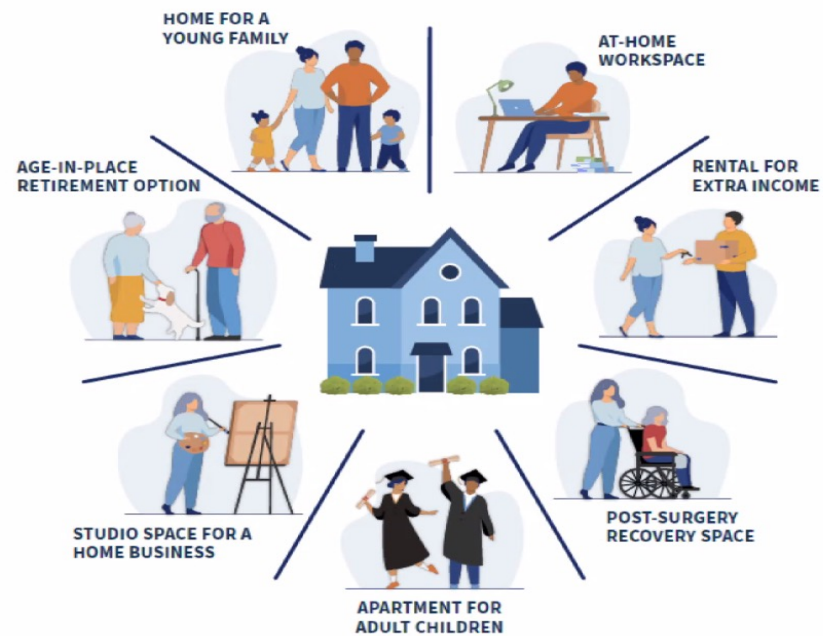 HOME FOR A
YOUNG FAMILY
AT-HOME
WORKSPACE
AGE-IN-PLACE
RETIREMENT OPTION
RENTAL FOR
EXTRA INCOME
STUDIO SPACE FOR A
HOME BUSINESS
POST-SURGERY
RECOVERY SPACE
APARTMENT FOR
ADULT CHILDREN